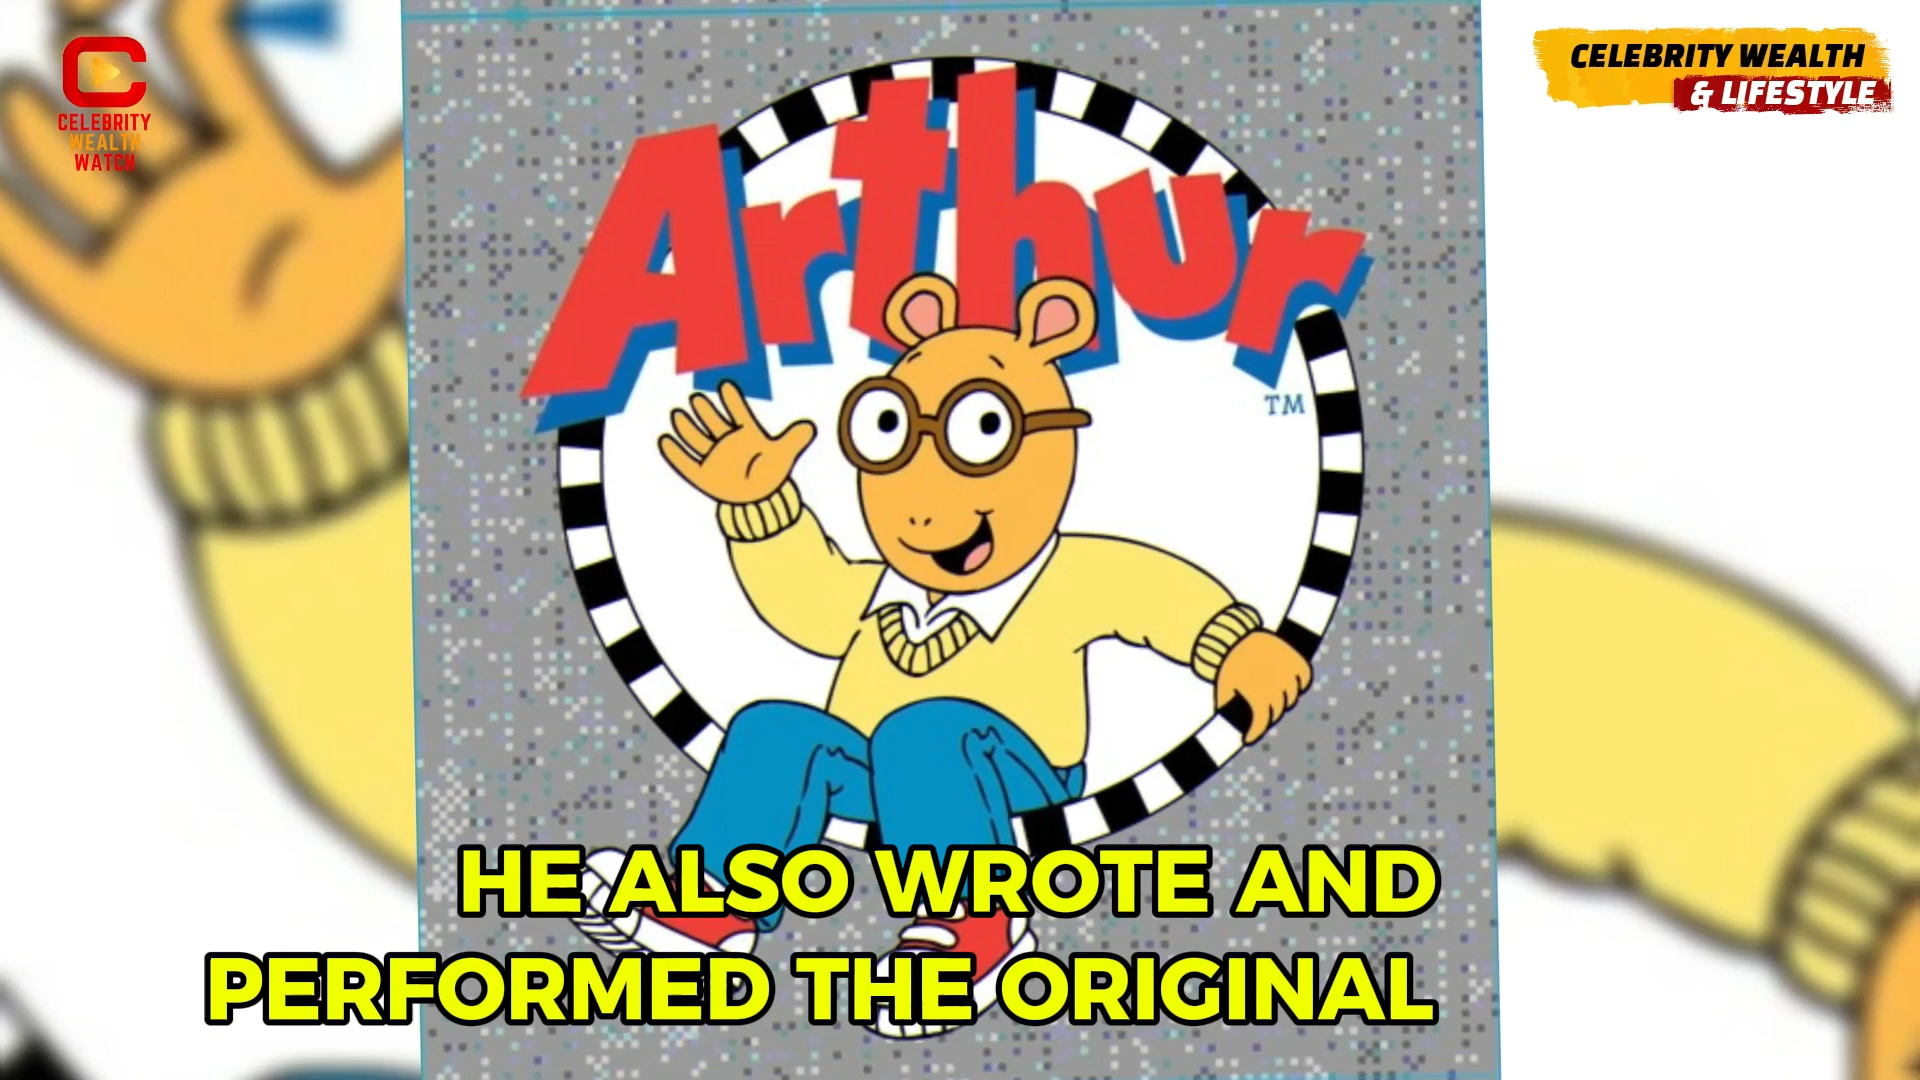 CELEBRITY
WEALTH
WATCH
CELEBRITY WEALTH
& LIFESTYLE
Arthur
TM
HE ALSO WROTE AND
PERFORMED THE ORIGINAL